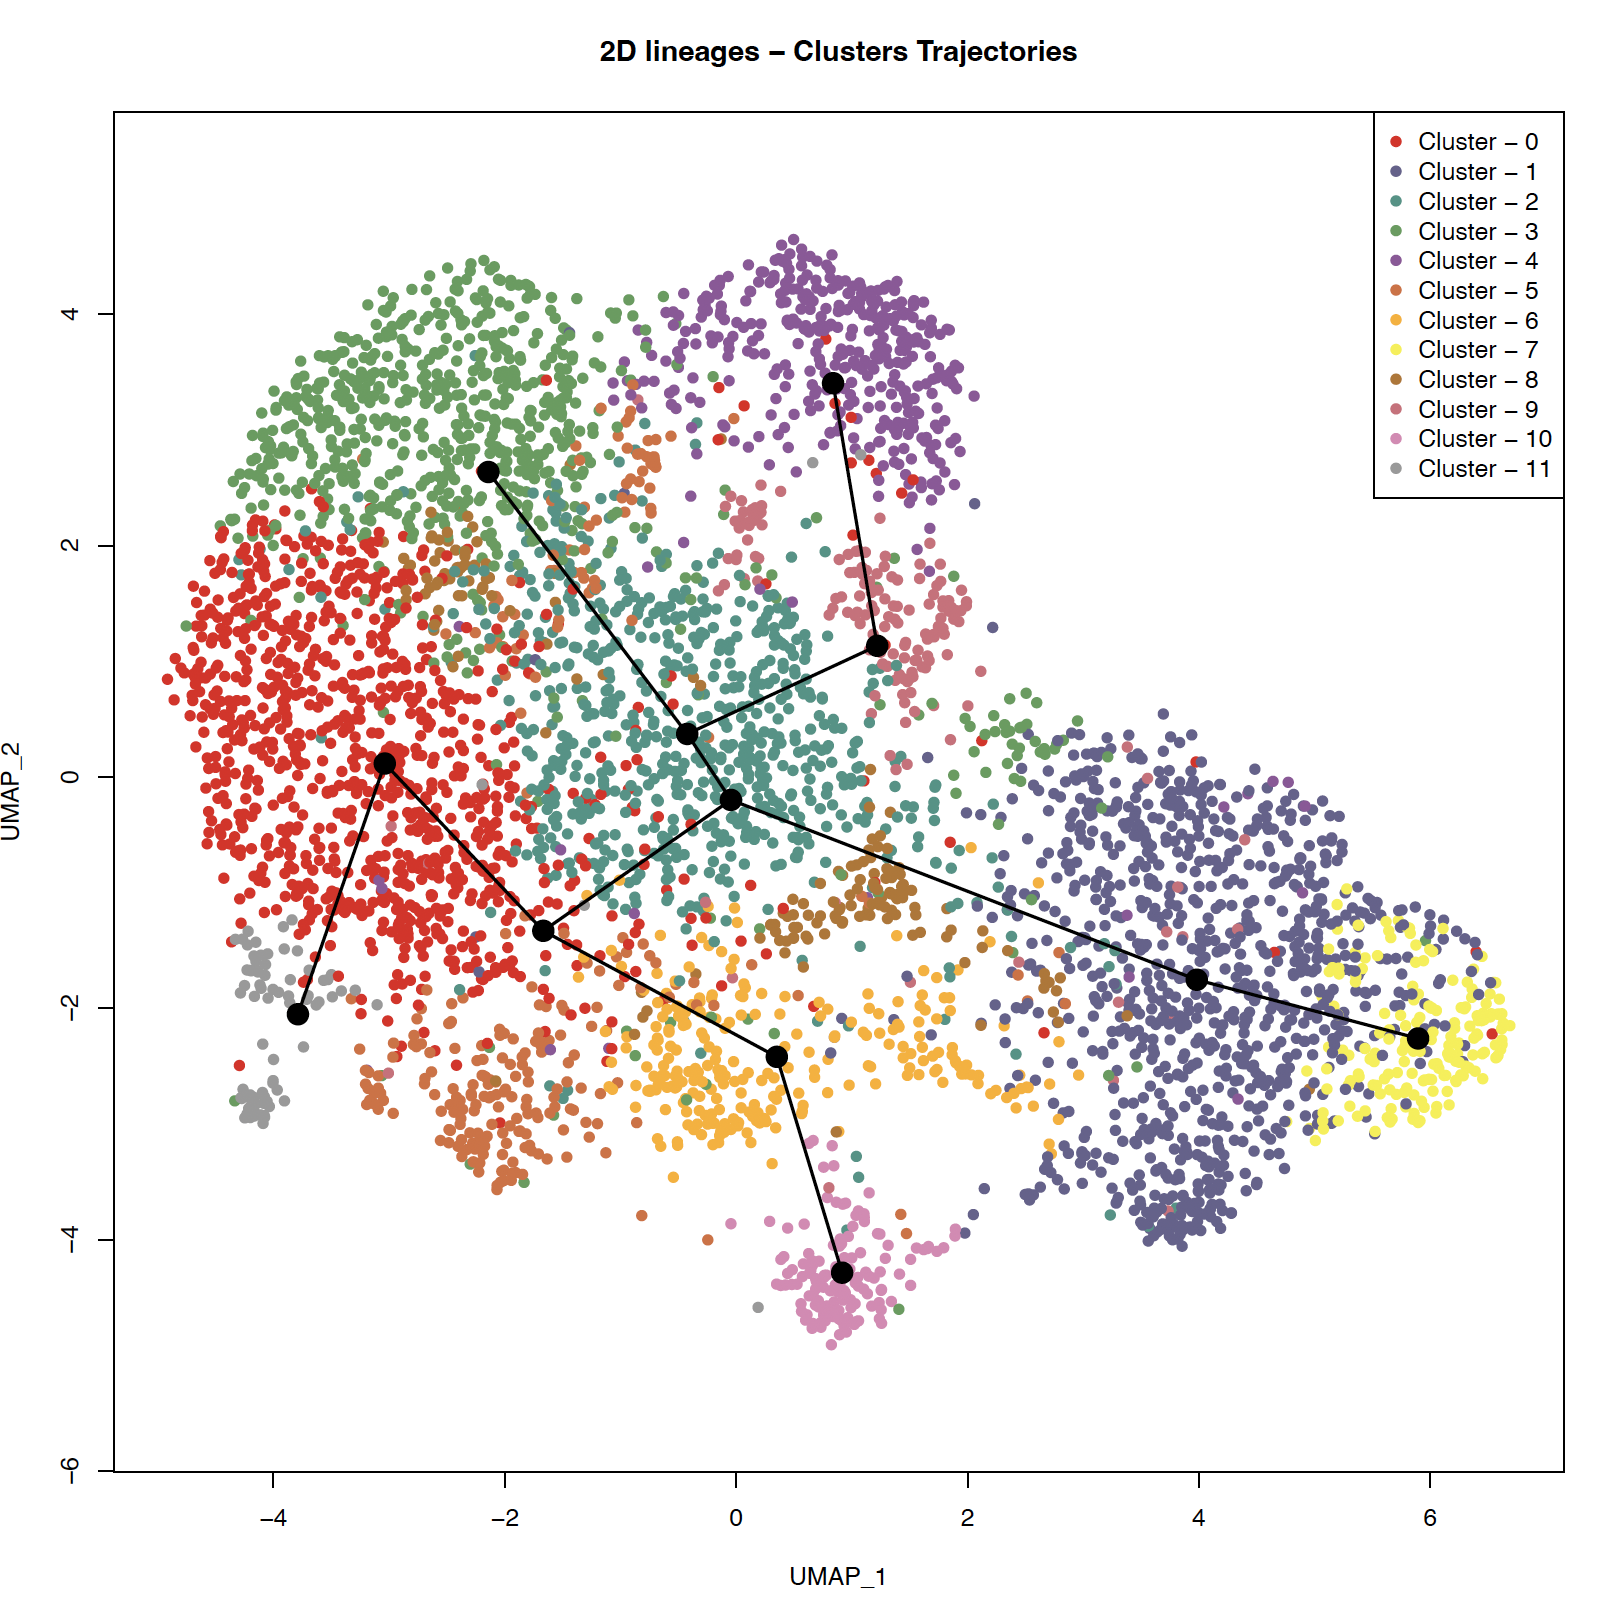 2D lineages – Clusters Trajectories
Cluster – 0
Cluster – 1
Cluster – 2
Cluster – 3
Cluster – 4
Cluster – 5
Cluster – 6
Cluster – 7
Cluster – 8
Cluster – 9
Cluster – 10
Cluster – 11
UMAP_2
4
2
0
−2
−4
−6
−4 −2 0 2 4 6
UMAP_1